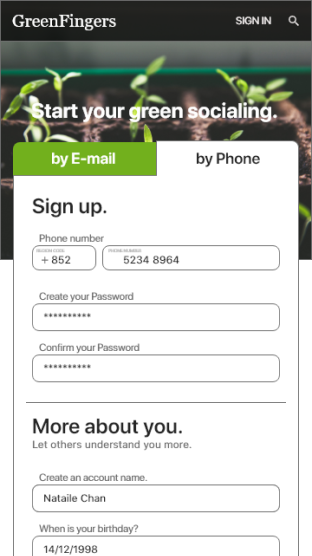 GreenFingers
SIGN IN
Start your green socialing.
by E-mail
by Phone
Sign up.
Phone number
REGION CODE
PHONE NUMBER
+ 852
5234 8964
Create your Password
**********
Confirm your Password
**********
More about you.
Let others understand you more.
Create an account name.
Nataile Chan
When is your birthday?
14/12/1998